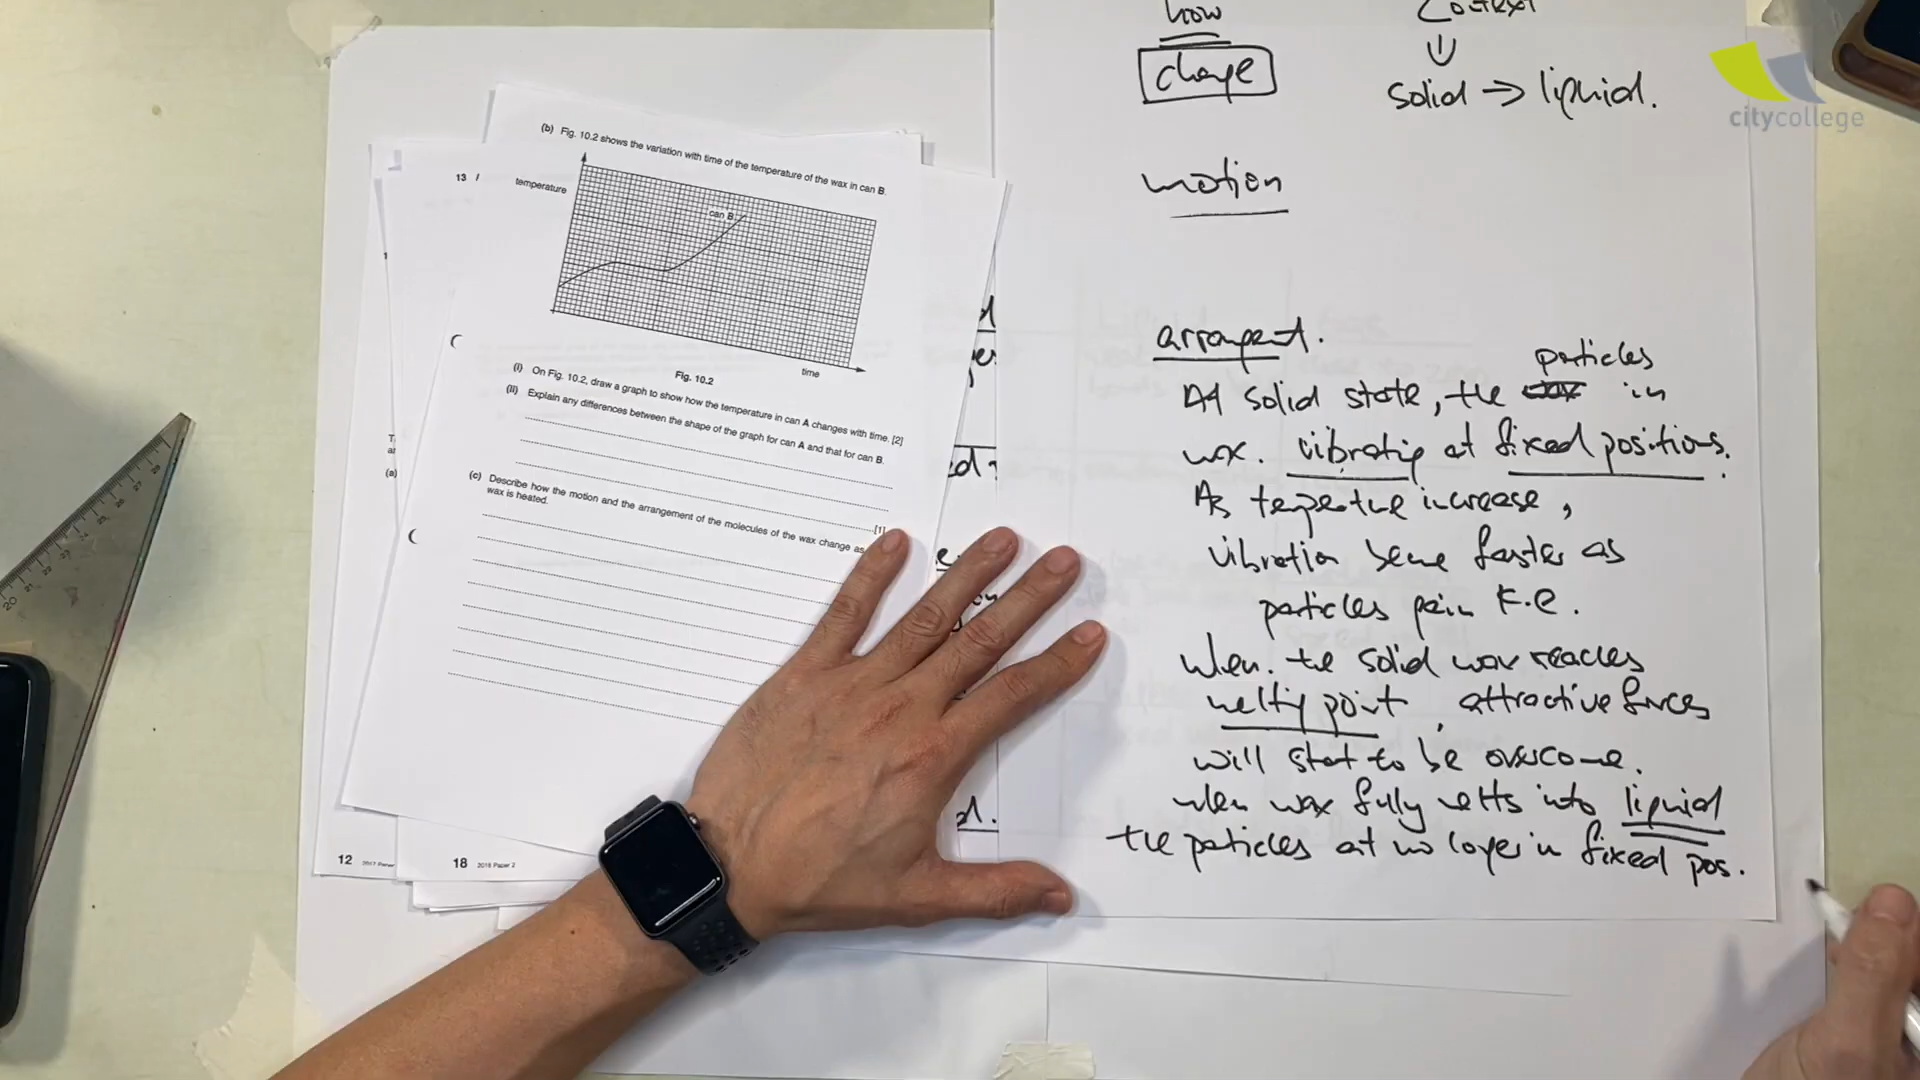 (b) Fig. 10.2 shows the variation with time of the temperature of the wax in can B.
13
temperature
can B
Fig. 10.2
time
(i) On Fig. 10.2, draw a graph to show how the temperature in can A changes with time. [2]
(ii) Explain any differences between the shape of the graph for can A and that for can B.
[1]
(c) Describe how the motion and the arrangement of the molecules of the wax change as
wax is heated.
(a)
12
18 2018 Paper 2
how
change
context
solid → liquid.
citycollege
motion
arrangent.
particles
At solid state, the in
wax. vibrating at fixed positions.
As temperature increase,
vibration become faster as
particles gain K.e.
when. the solid wax reaches
melting point, attractive forces
will start to be overcome.
when wax fully melts into liquid
the particles at no longer in fixed pos.